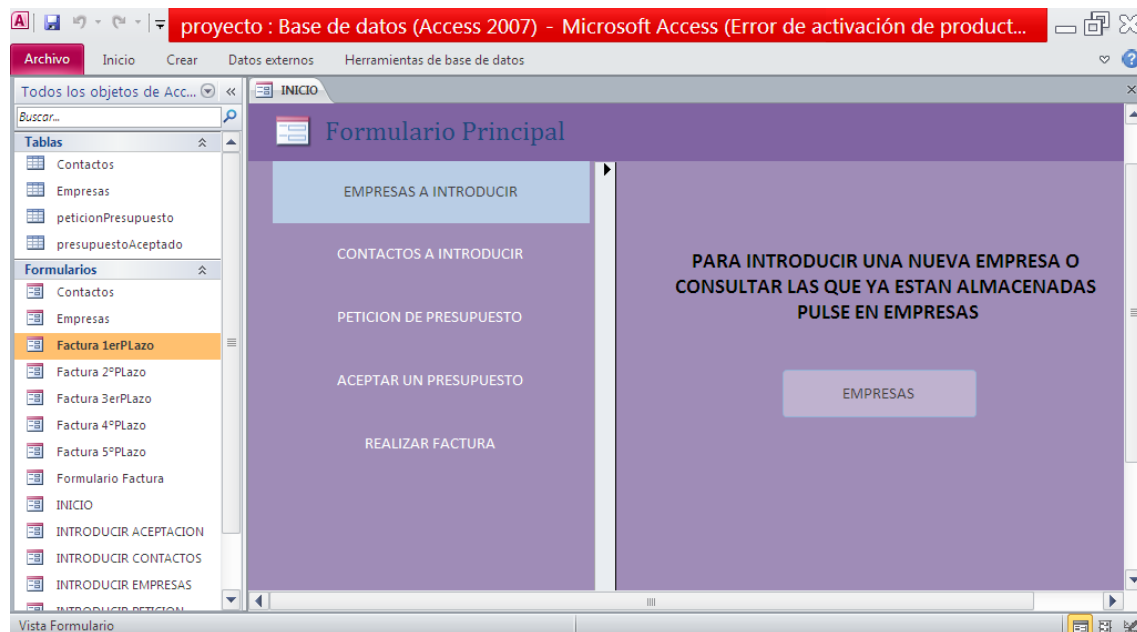 proyecto : Base de datos (Access 2007) - Microsoft Access (Error de activación de product...
Archivo Inicio Crear Datos externos Herramientas de base de datos
Todos los objetos de Acc...
Buscar...
Tablas
Contactos
Empresas
peticionPresupuesto
presupuestoAceptado
Formularios
Contactos
Empresas
Factura 1erPLazo
Factura 2ºPLazo
Factura 3erPLazo
Factura 4ºPLazo
Factura 5ºPLazo
Formulario Factura
INICIO
INTRODUCIR ACEPTACION
INTRODUCIR CONTACTOS
INTRODUCIR EMPRESAS
INTRODUCIR PETICION
INICIO
Formulario Principal
EMPRESAS A INTRODUCIR
CONTACTOS A INTRODUCIR
PETICION DE PRESUPUESTO
ACEPTAR UN PRESUPUESTO
REALIZAR FACTURA
PARA INTRODUCIR UNA NUEVA EMPRESA O
CONSULTAR LAS QUE YA ESTAN ALMACENADAS
PULSE EN EMPRESAS
EMPRESAS
Vista Formulario